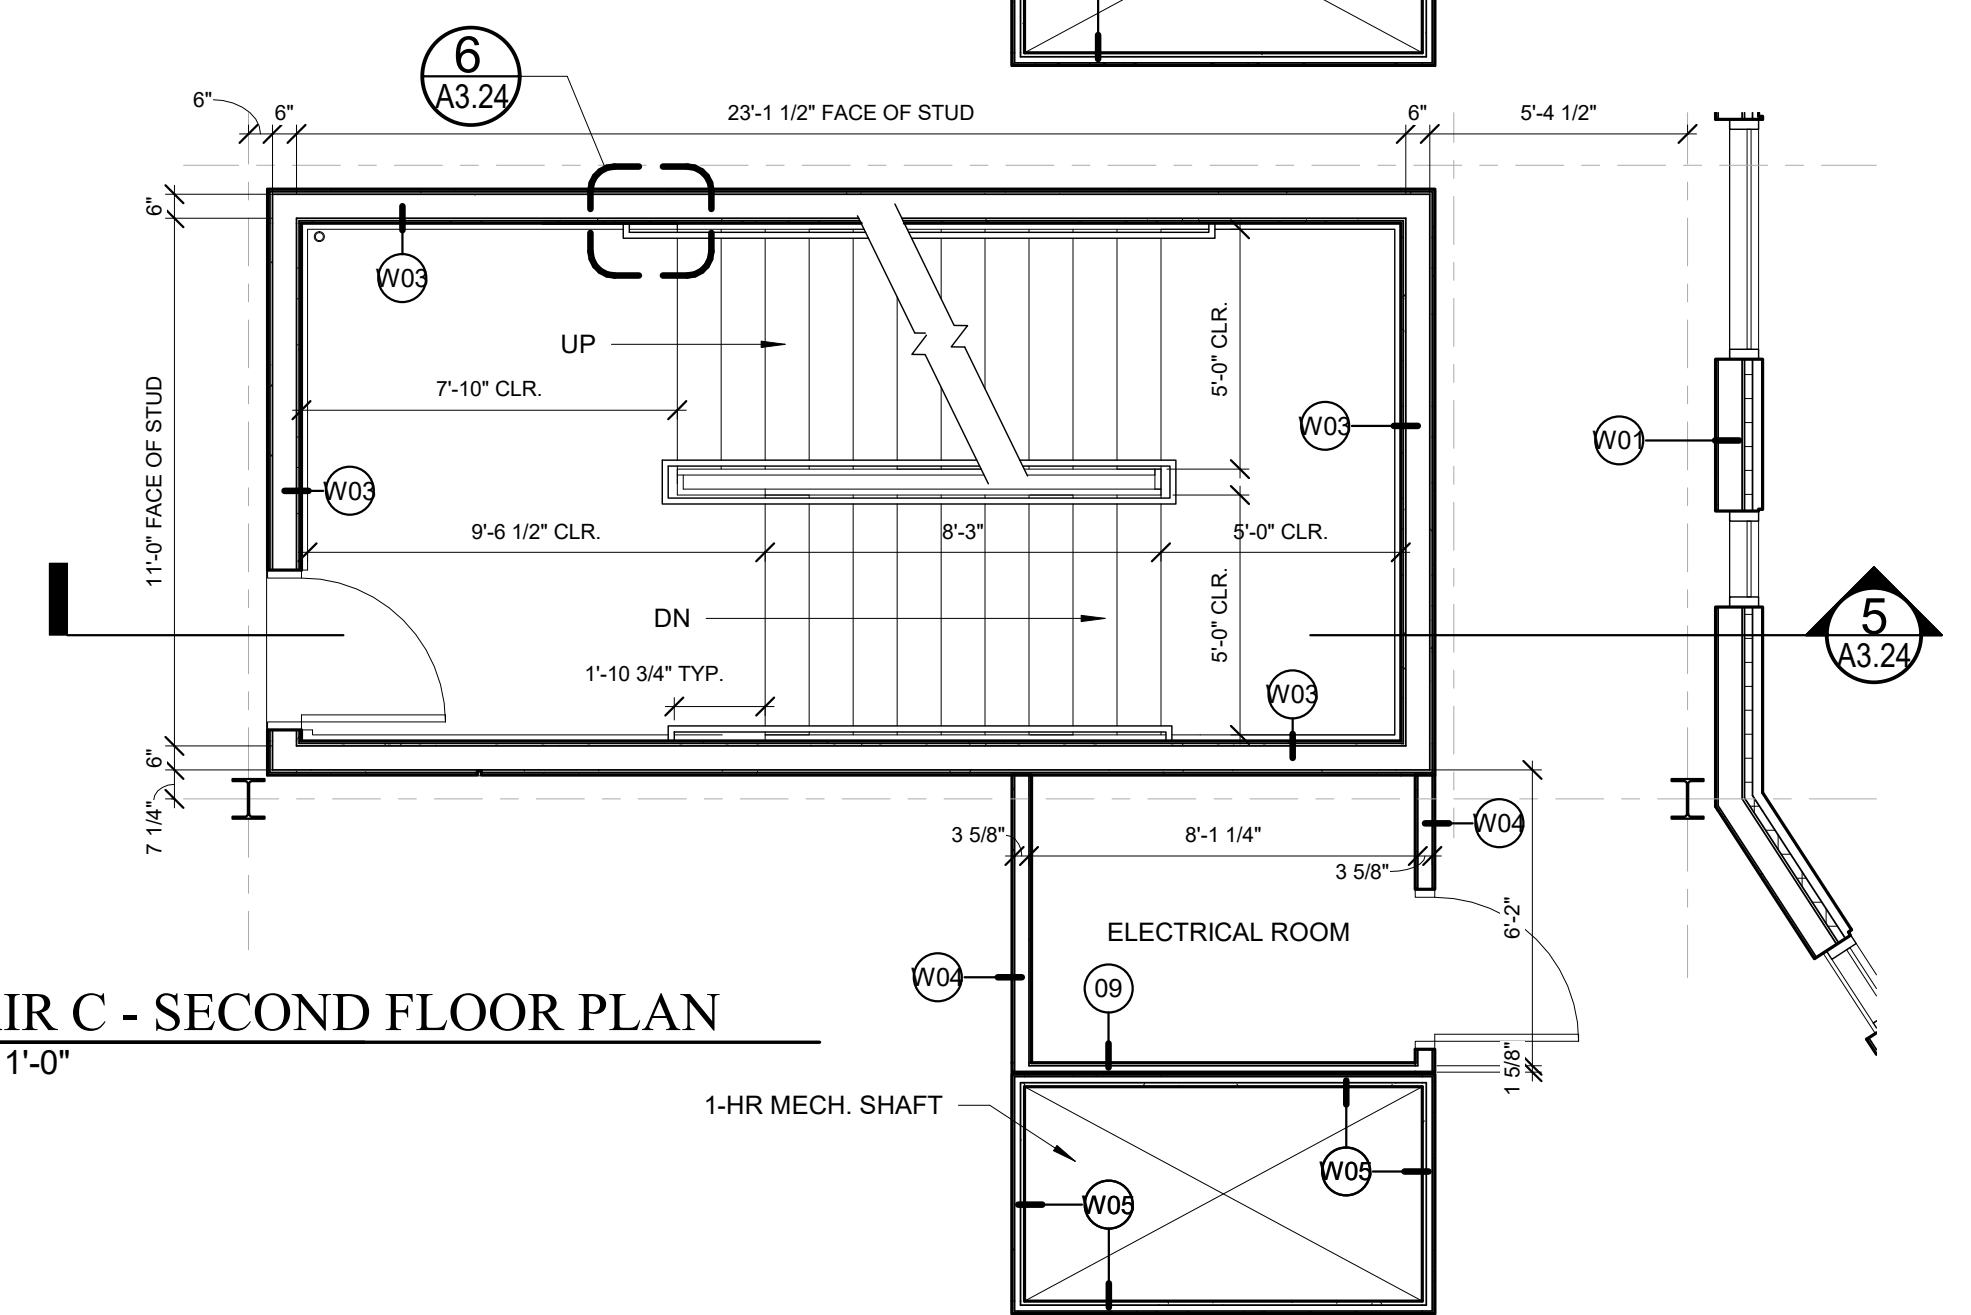 6
A3.24
6"
6"
23'-1 1/2" FACE OF STUD
6"
5'-4 1/2"
6"
W03
UP
5'-0" CLR.
7'-10" CLR.
11'-0" FACE OF STUD
W03
W01
W03
9'-6 1/2" CLR.
8'-3"
5'-0" CLR.
DN
5'-0" CLR.
5
A3.24
1'-10 3/4" TYP.
W03
6"
7 1/4"
3 5/8"
8'-1 1/4"
W04
3 5/8"
6'-2"
ELECTRICAL ROOM
W04
09
IR C - SECOND FLOOR PLAN
1'-0"
1 5/8"
1-HR MECH. SHAFT
W05
W05